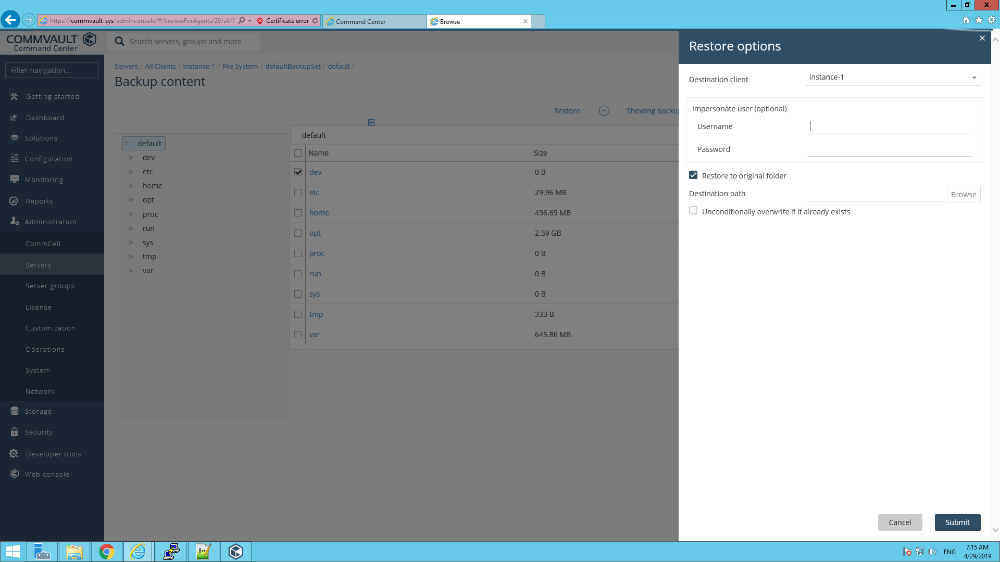 https://commvault-sys/adminconsole/#/browseForAgents/29/all/?
Certificate error
Command Center
Browse
COMMVAULT
Command Center
Search servers, groups and more
Filter navigation...
Getting started
Dashboard
Solutions
Configuration
Monitoring
Reports
Administration
CommCell
Servers
Server groups
License
Customization
Operations
System
Network
Storage
Security
Developer tools
Web console
Servers / All Clients / instance-1 / File System / defaultBackupSet / default /
Backup content
Restore
Showing backup
default
dev
etc
home
opt
proc
run
sys
tmp
var
default
Name Size
dev 0 B
etc 29.96 MB
home 436.69 MB
opt 2.59 GB
proc 0 B
run 0 B
sys 0 B
tmp 333 B
var 645.86 MB
Restore options
Destination client instance-1
Impersonate user (optional)
Username
Password
Restore to original folder
Destination path Browse
Unconditionally overwrite if it already exists
Cancel Submit
ENG
7:15 AM
4/29/2019